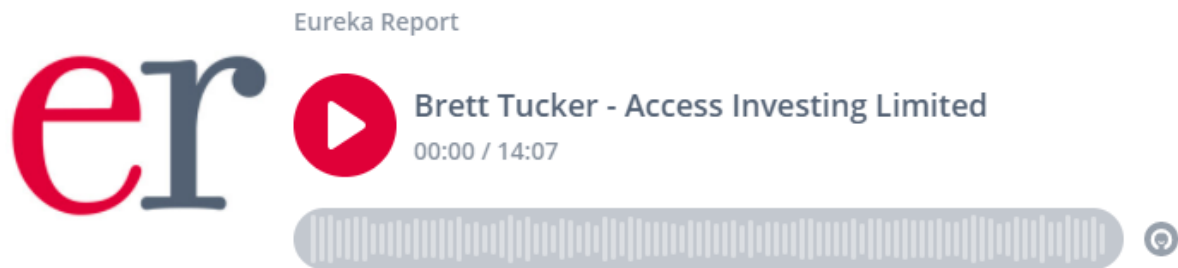 Eureka Report
er
Brett Tucker - Access Investing Limited
00:00 / 14:07